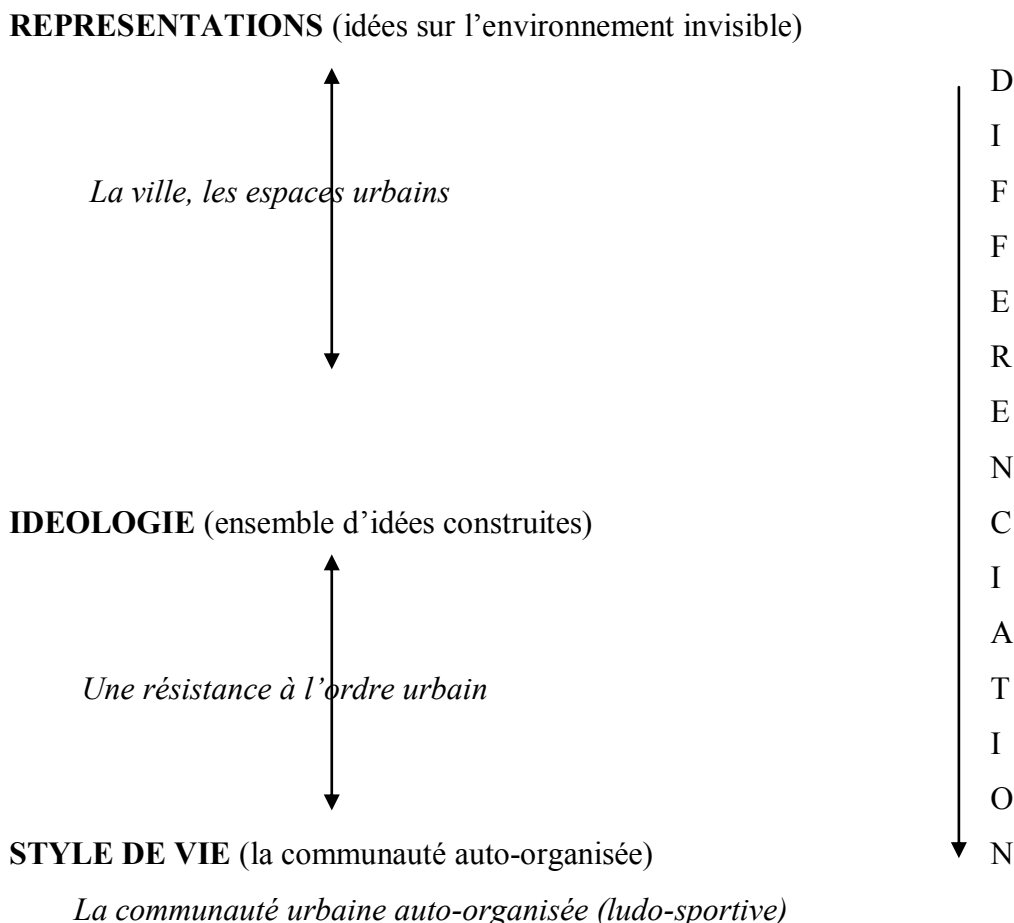 REPRESENTATIONS (idées sur l’environnement invisible)
La ville, les espaces urbains
IDEOLOGIE (ensemble d’idées construites)
Une résistance à l’ordre urbain
STYLE DE VIE (la communauté auto-organisée)
La communauté urbaine auto-organisée (ludo-sportive)
D
I
F
F
E
R
E
N
C
I
A
T
I
O
N